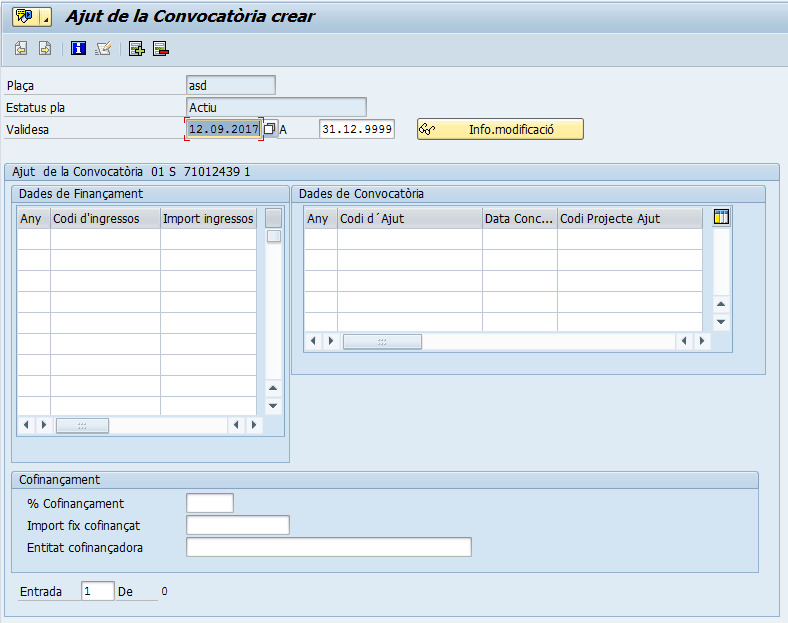 Ajut de la Convocatòria crear
Plaça asd
Estatus pla Actiu
Validesa 12.09.2017 A 31.12.9999 Info.modificació
Ajut de la Convocatòria 01 S 71012439 1
Dades de Finançament
Any Codi d'ingressos Import ingressos
Dades de Convocatòria
Any Codi d´Ajut Data Conc... Codi Projecte Ajut
Cofinançament
% Cofinançament
Import fix cofinançat
Entitat cofinançadora
Entrada 1 De 0